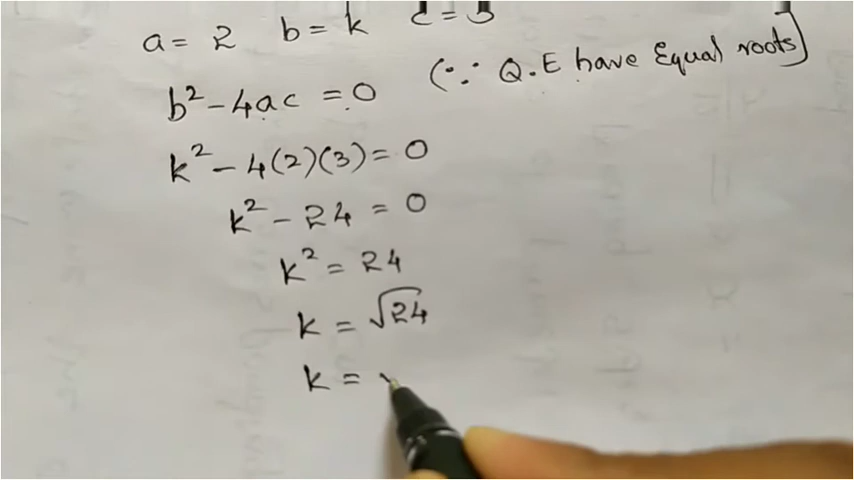 a = 2 b = k c = 3
b² - 4ac = 0 (∵ Q.E have Equal roots)
k² - 4(2)(3) = 0
k² - 24 = 0
k² = 24
k = √24
k =